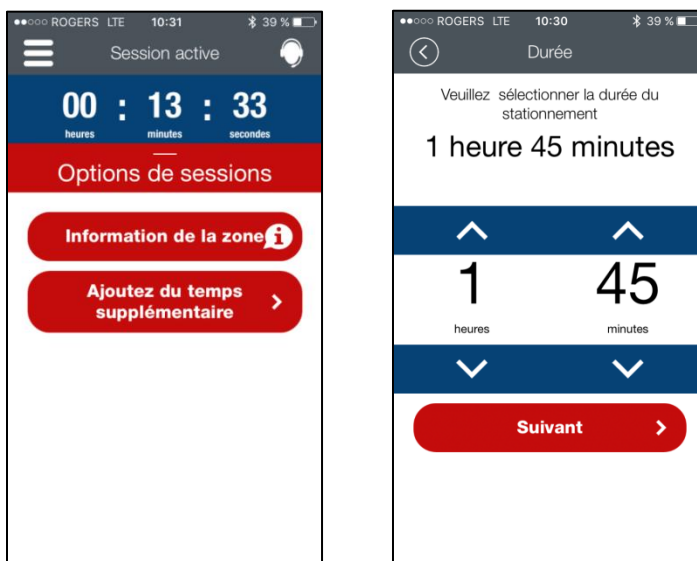 ROGERS LTE 10:31 39 %
Session active
00 : 13 : 33
heures minutes secondes
Options de sessions
Information de la zone
Ajoutez du temps
supplémentaire
ROGERS LTE 10:30 39 %
Durée
Veuillez sélectionner la durée du
stationnement
1 heure 45 minutes
1 45
heures minutes
Suivant